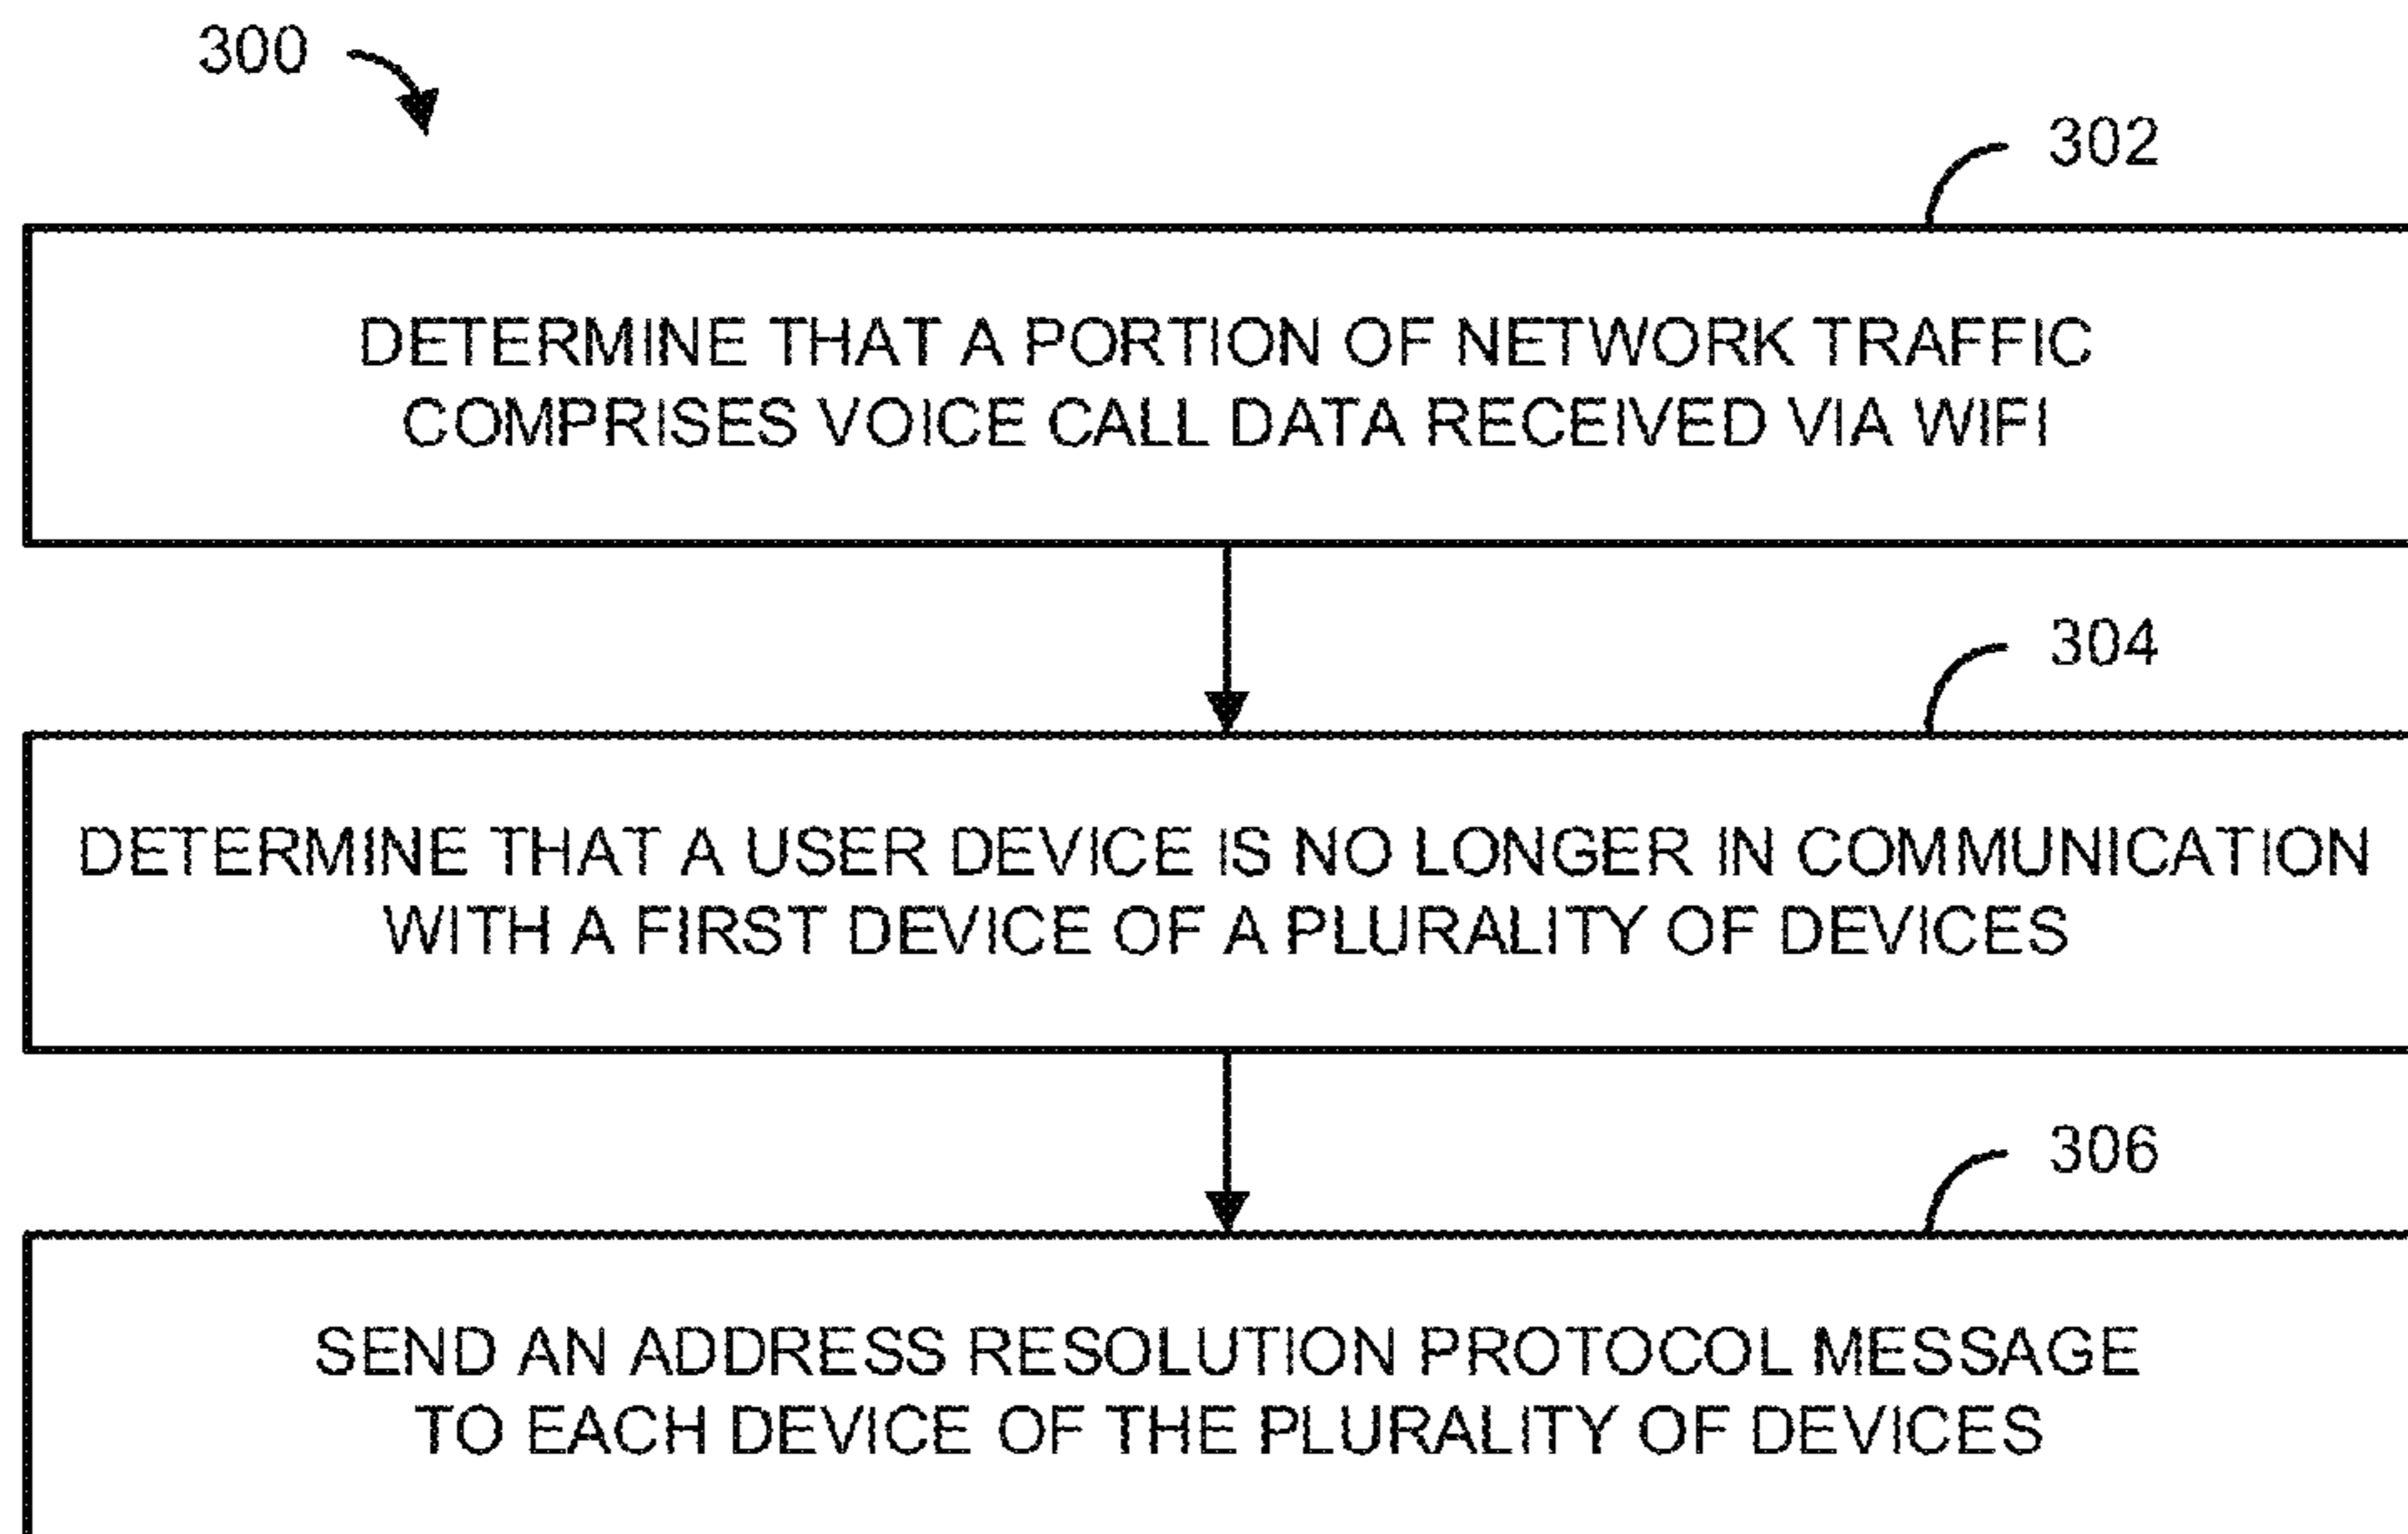 300
302
DETERMINE THAT A PORTION OF NETWORK TRAFFIC
COMPRISES VOICE CALL DATA RECEIVED VIA WIFI
304
DETERMINE THAT A USER DEVICE IS NO LONGER IN COMMUNICATION
WITH A FIRST DEVICE OF A PLURALITY OF DEVICES
306
SEND AN ADDRESS RESOLUTION PROTOCOL MESSAGE
TO EACH DEVICE OF THE PLURALITY OF DEVICES